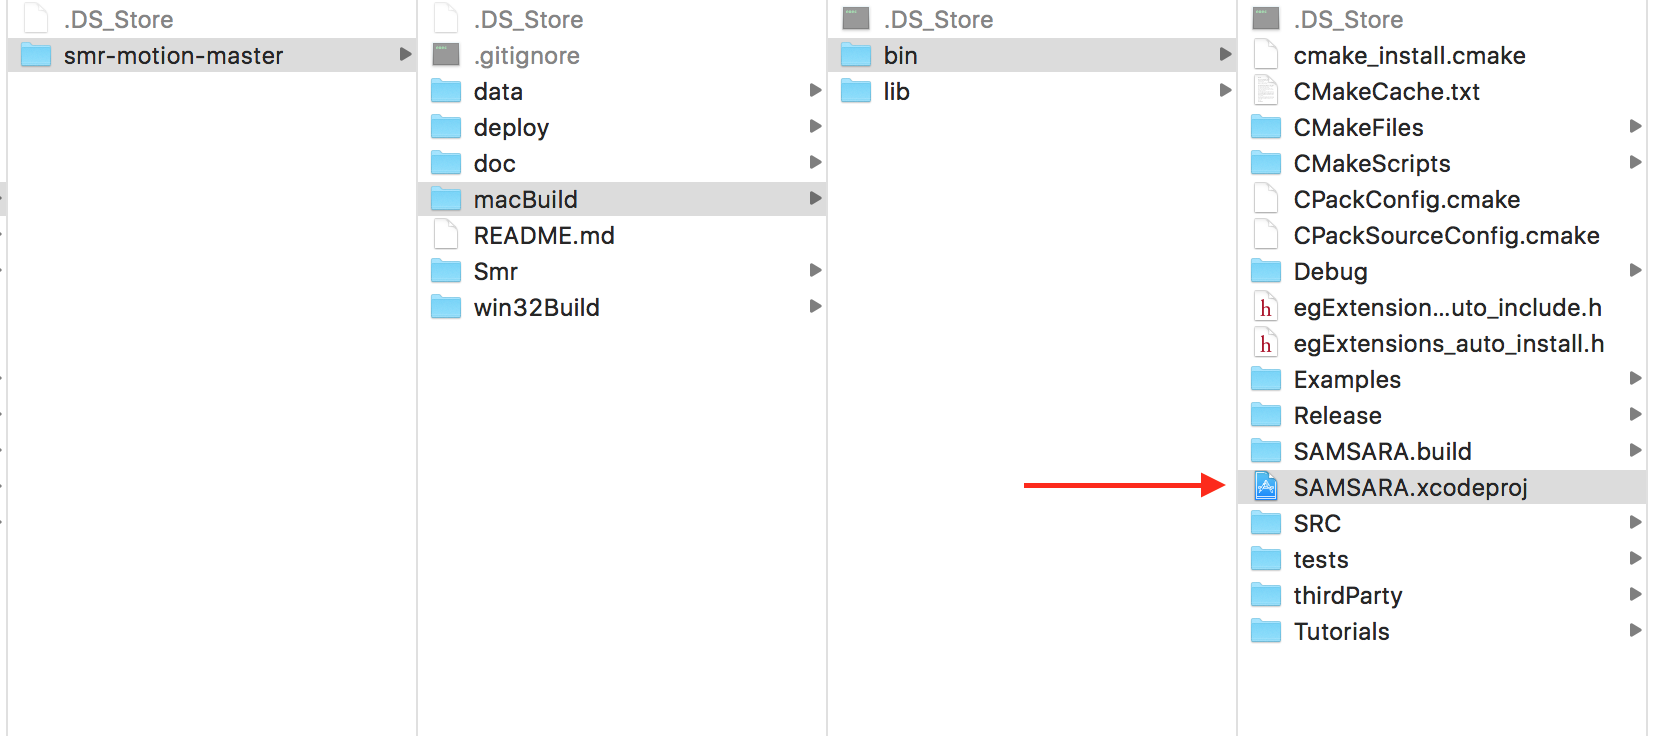 .DS_Store
smr-motion-master
.DS_Store
.gitignore
data
deploy
doc
macBuild
README.md
Smr
win32Build
.DS_Store
bin
lib
.DS_Store
cmake_install.cmake
CMakeCache.txt
CMakeFiles
CMakeScripts
CPackConfig.cmake
CPackSourceConfig.cmake
Debug
egExtension...uto_include.h
egExtensions_auto_install.h
Examples
Release
SAMSARA.build
SAMSARA.xcodeproj
SRC
tests
thirdParty
Tutorials